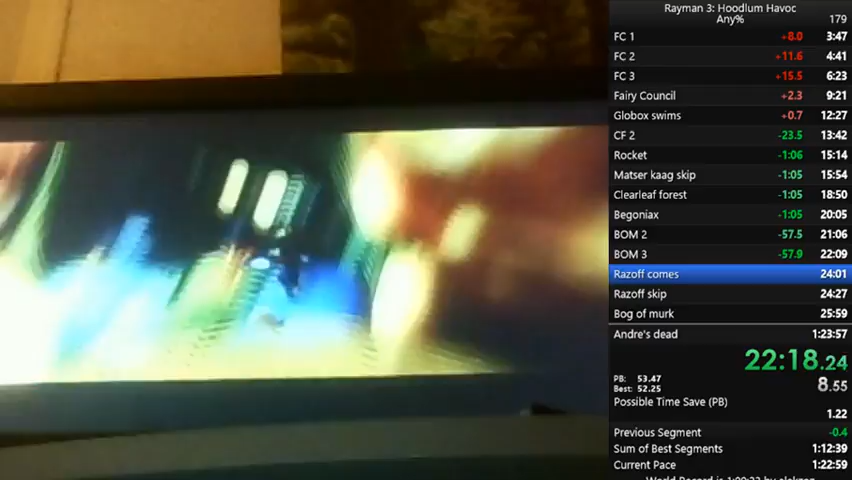 Rayman 3: Hoodlum Havoc
Any% 179
FC 1 +8.0 3:47
FC 2 +11.6 4:41
FC 3 +15.5 6:23
Fairy Council +2.3 9:21
Globox swims +0.7 12:27
CF 2 -23.5 13:42
Rocket -1:06 15:14
Matser kaag skip -1:05 15:54
Clearleaf forest -1:05 18:50
Begoniax -1:05 20:05
BOM 2 -57.5 21:06
BOM 3 -57.9 22:09
Razoff comes 24:01
Razoff skip 24:27
Bog of murk 25:59
Andre's dead 1:23:57
22:18.24
PB: 53.47
Best: 52.25
8.55
Possible Time Save (PB)
1.22
Previous Segment -0.4
Sum of Best Segments 1:12:39
Current Pace 1:22:59
World Record is